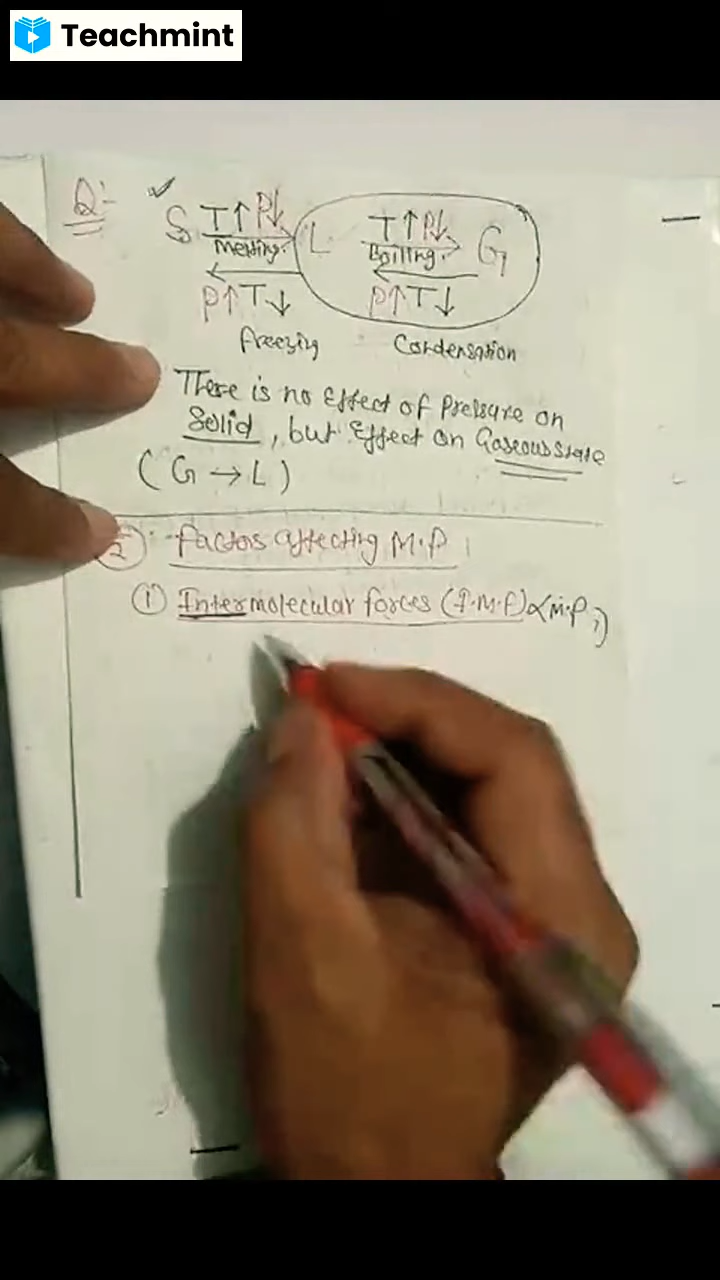 Teachmint
Q:- ✓ S T↑ P↓ L T↑ P↓ G
Melting. Boiling.
P↑ T↓ P↑ T↓
Freezing Condensation
There is no Effect of Pressure on
Solid, but Effect on Gaseous state
(G → L)
2 Factors affecting M.P
① Intermolecular forces (I.M.F) ∝ M.P,)